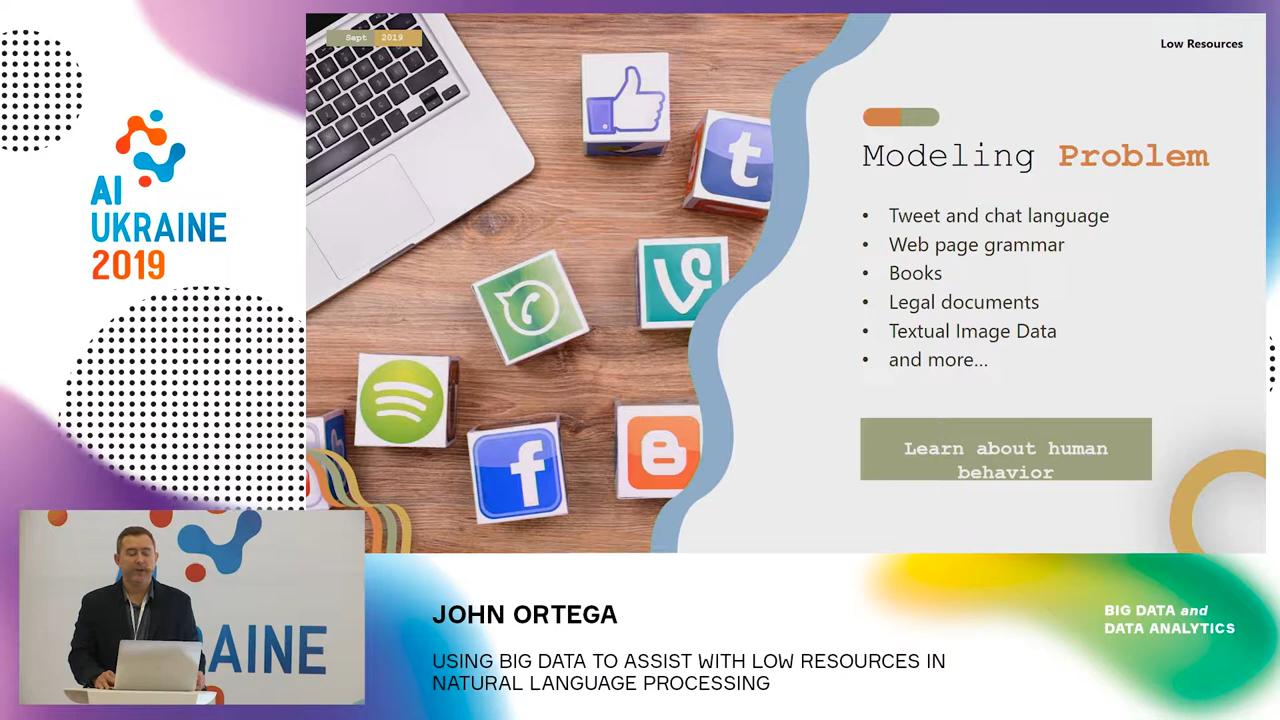 Sept 2019
Low Resources
AI
UKRAINE
2019
Modeling Problem
• Tweet and chat language
• Web page grammar
• Books
• Legal documents
• Textual Image Data
• and more...
Learn about human
behavior
RAINE
JOHN ORTEGA
USING BIG DATA TO ASSIST WITH LOW RESOURCES IN
NATURAL LANGUAGE PROCESSING
BIG DATA and
DATA ANALYTICS